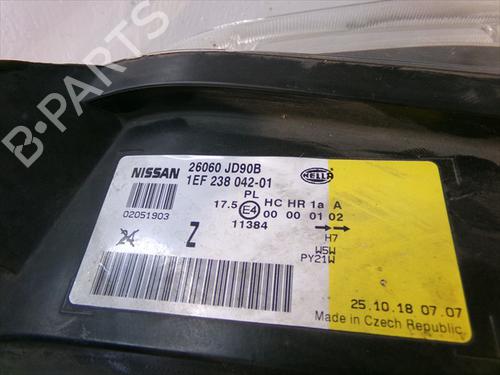 B-PARTS
NISSAN 26060 JD90B
1EF 238 042-01
HELLA
PL
17.5 E4 HC HR 1a A
00 00 01 02
02051903
11384
H7
24
Z
W5W
PY21W
25.10.18 07.07
Made in Czech Republic